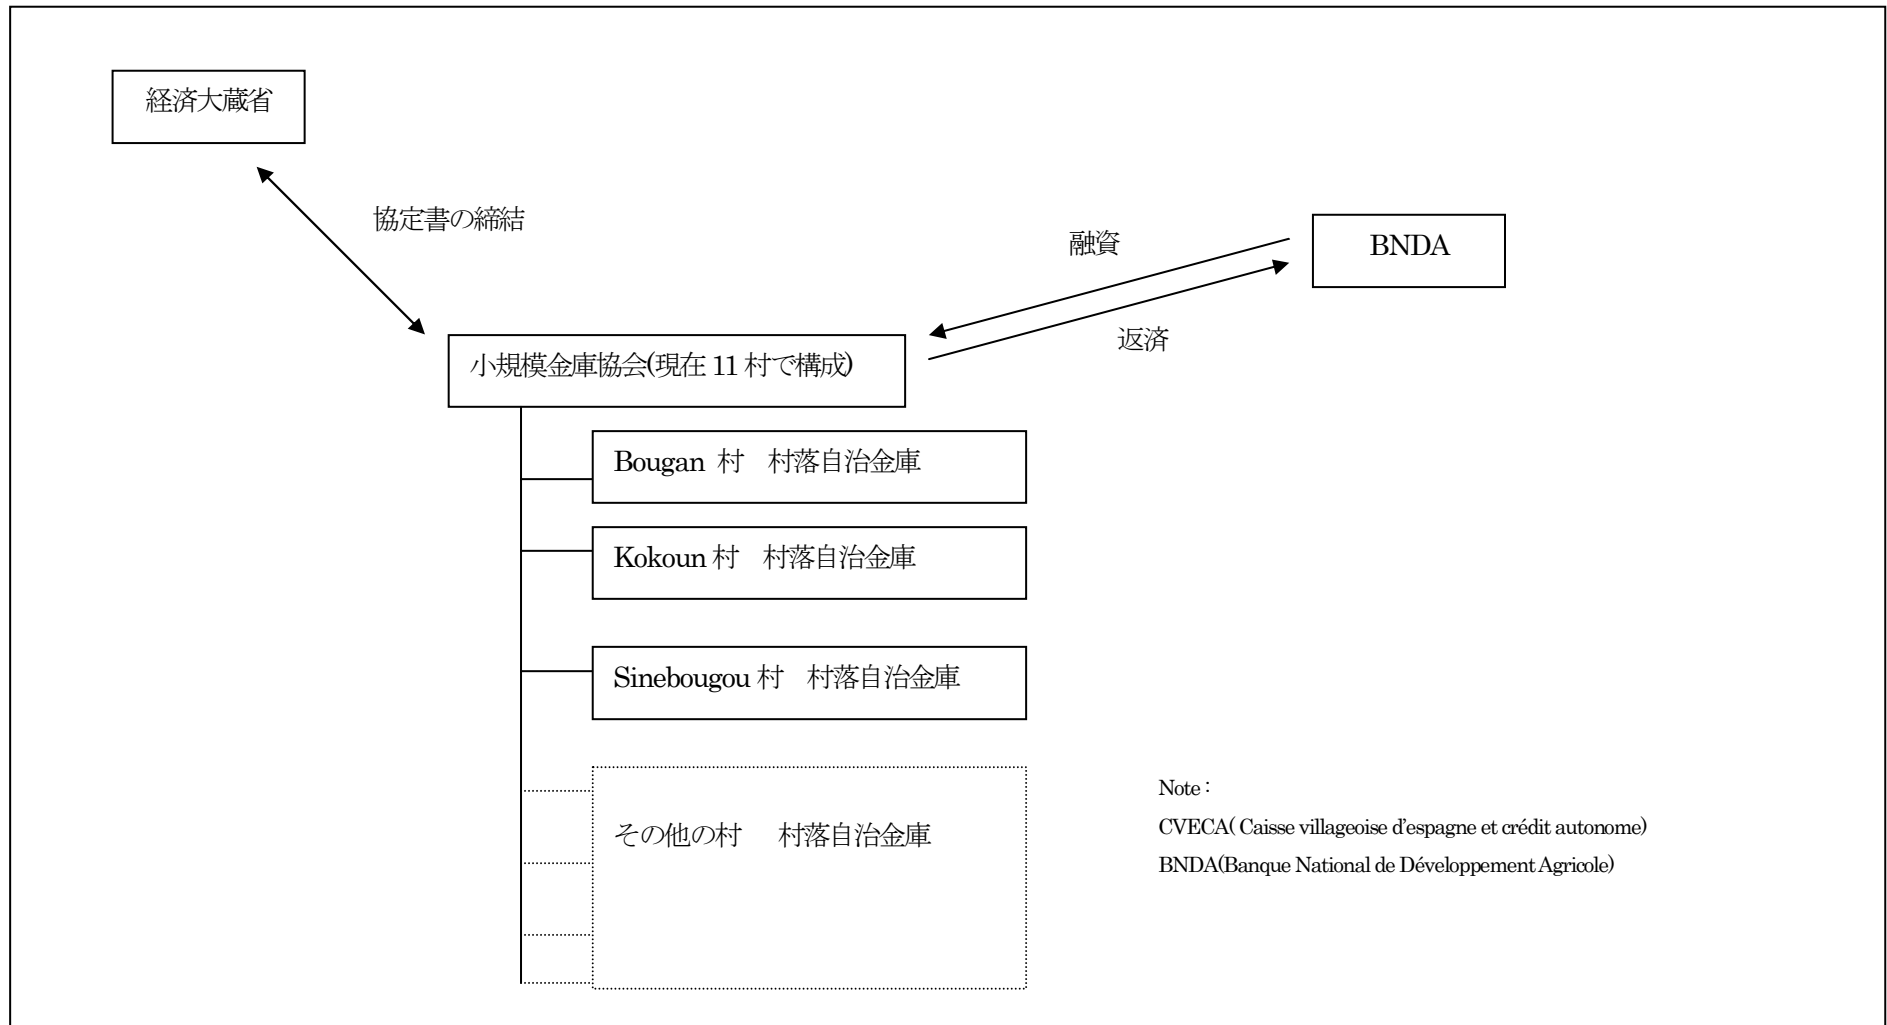 経済大蔵省
協定書の締結
融資
BNDA
返済
小規模金庫協会(現在 11 村で構成)
Bougan 村　村落自治金庫
Kokoun 村　村落自治金庫
Sinebougou 村　村落自治金庫
その他の村　 村落自治金庫
Note :
CVECA( Caisse villageoise d'espagne et crédit autonome)
BNDA(Banque National de Développement Agricole)